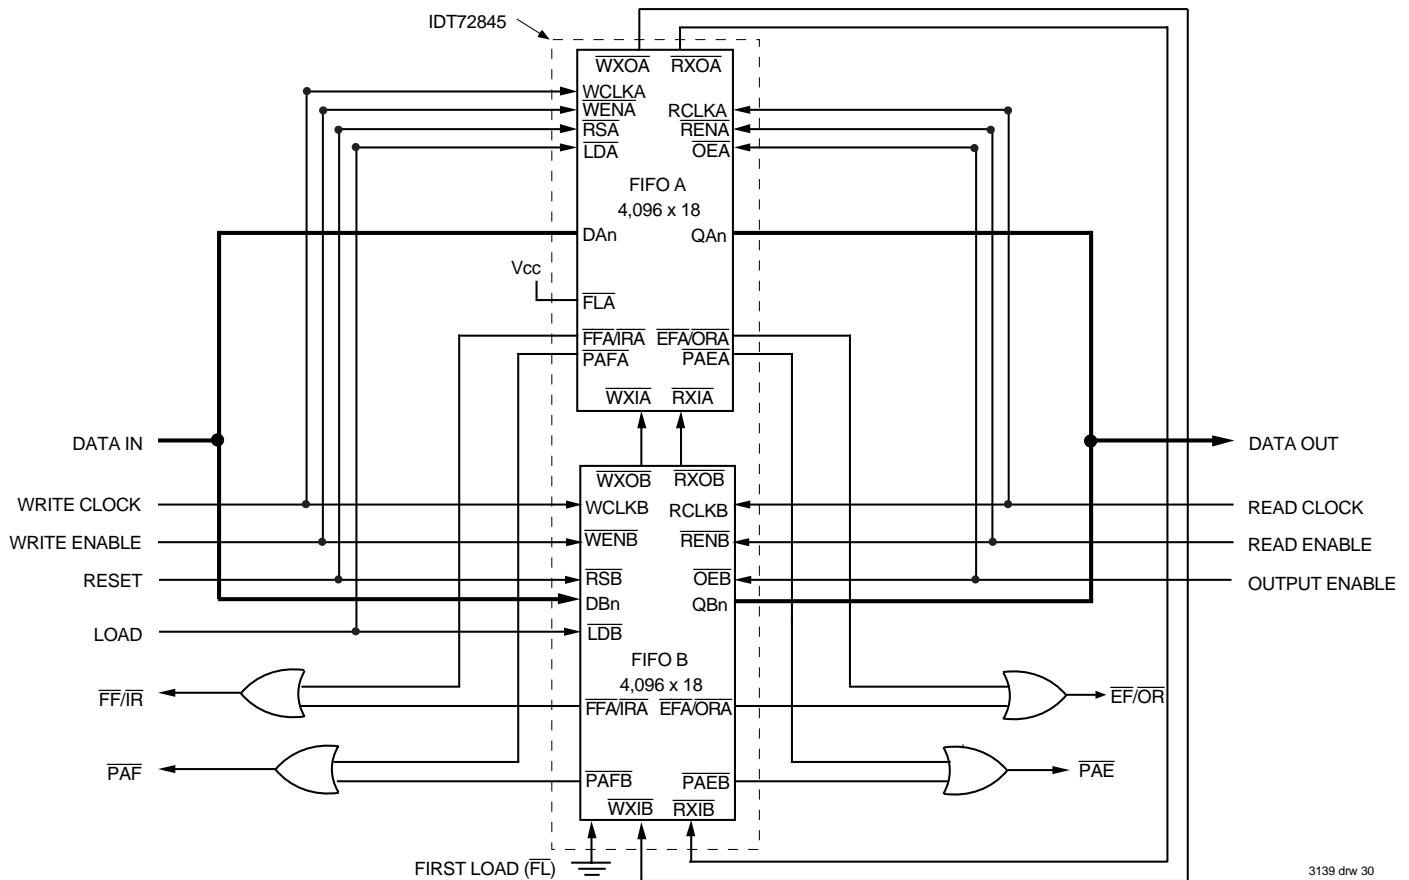 IDT72845
WXOA RXOA
WCLKA
WENA RCLKA
RSA RENA
LDA OEA
FIFO A
4,096 x 18
DAn QAn
Vcc
FLA
FFA/IRA EFA/ORA
PAFA PAEA
WXIA RXIA
DATA IN DATA OUT
WXOB RXOB
WRITE CLOCK WCLKB RCLKB READ CLOCK
WRITE ENABLE WENB RENB READ ENABLE
RESET RSB OEB OUTPUT ENABLE
DBn QBn
LOAD LDB
FIFO B
4,096 x 18
FF/IR FFA/IRA EFA/ORA EF/OR
PAF PAFB PAEB PAE
WXIB RXIB
FIRST LOAD (FL)
3139 drw 30